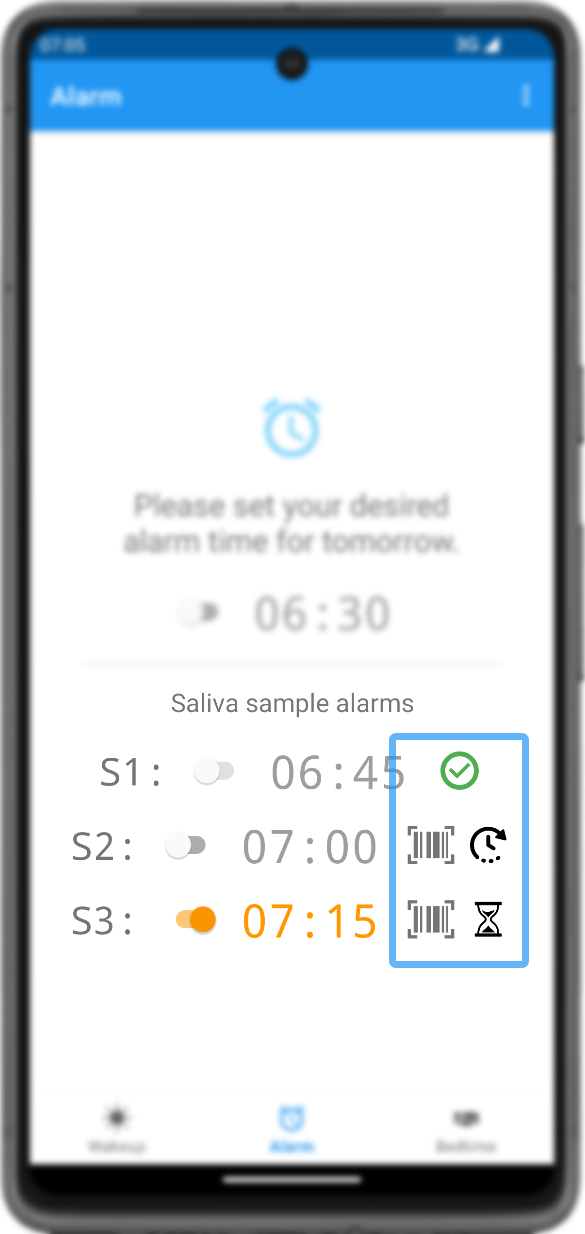 07:05 3G
Alarm
Please set your desired
alarm time for tomorrow.
06:30
Saliva sample alarms
S1: 06:45
S2: 07:00
S3: 07:15
Wakeup Alarm Bedtime